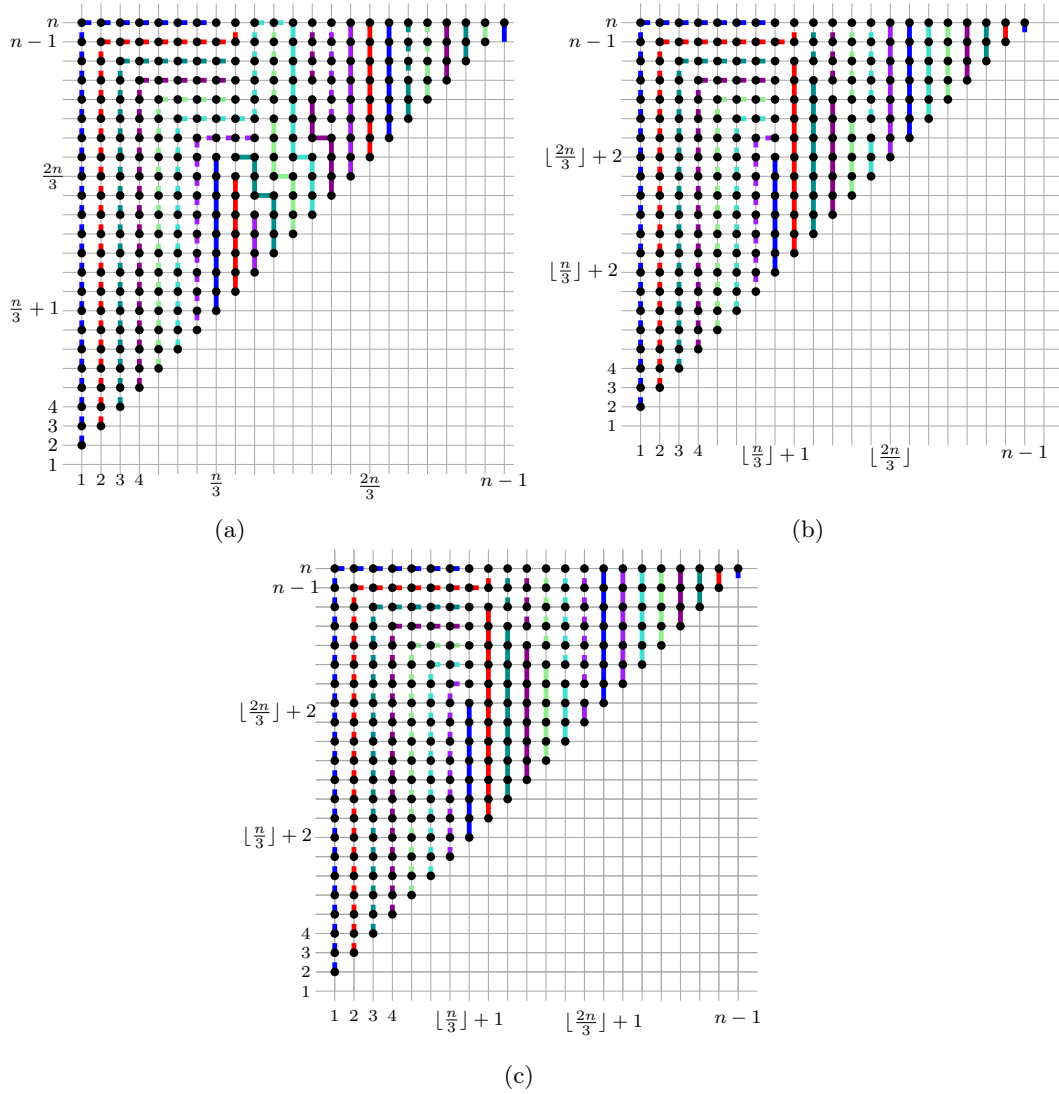 n
n − 1
2n/3
n/3 + 1
4
3
2
1
1 2 3 4 n/3 2n/3 n − 1
(a)
n
n − 1
⌊2n/3⌋ + 2
⌊n/3⌋ + 2
4
3
2
1
1 2 3 4 ⌊n/3⌋ + 1 ⌊2n/3⌋ n − 1
(b)
n
n − 1
⌊2n/3⌋ + 2
⌊n/3⌋ + 2
4
3
2
1
1 2 3 4 ⌊n/3⌋ + 1 ⌊2n/3⌋ + 1 n − 1
(c)